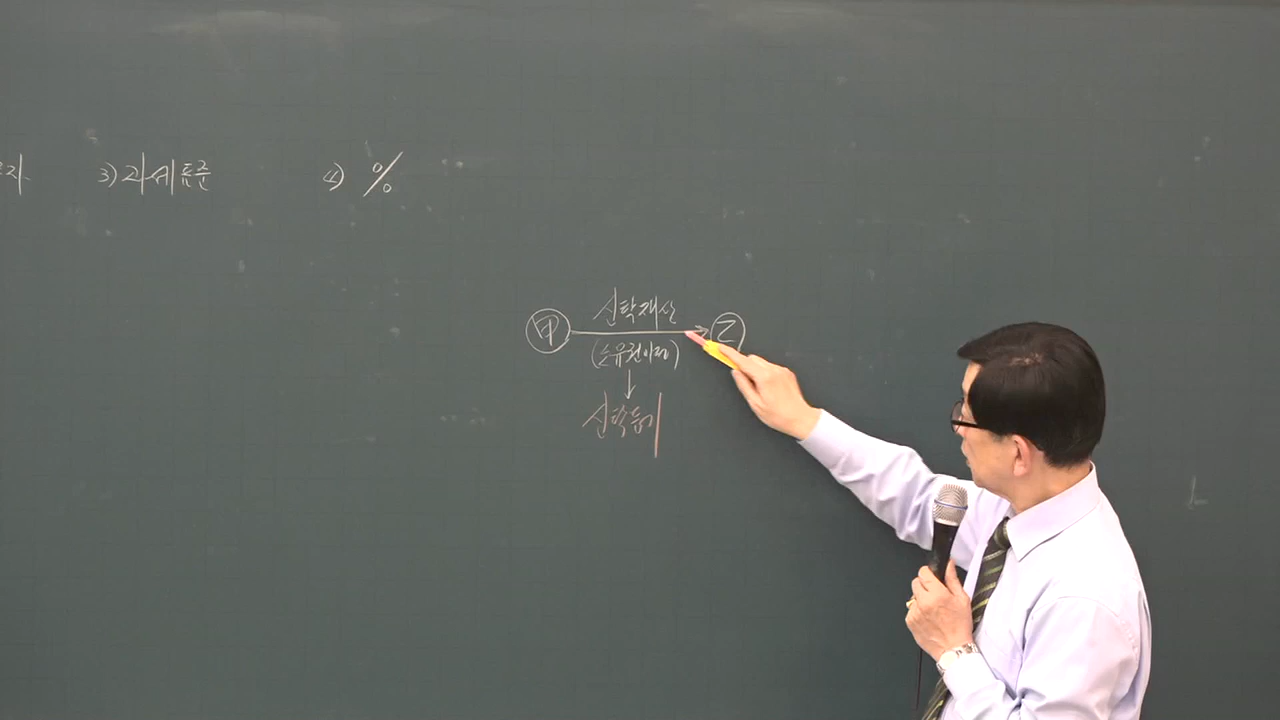 자 3) 과세표준 4) %
신탁재산
甲 → 乙
(소유권이전)
↓
신탁등기